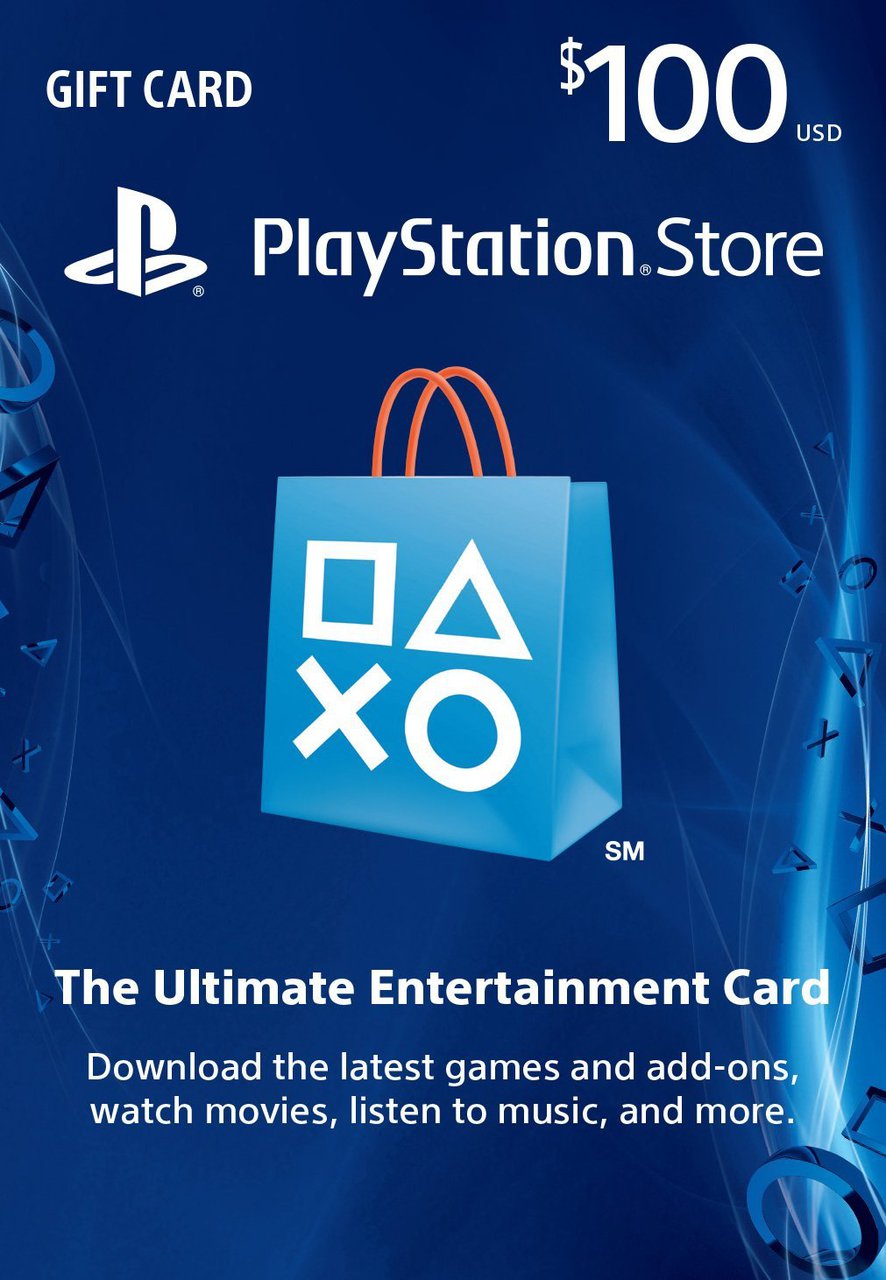 GIFT CARD
$100 USD
PlayStation®Store
®
SM
The Ultimate Entertainment Card
Download the latest games and add-ons,
watch movies, listen to music, and more.